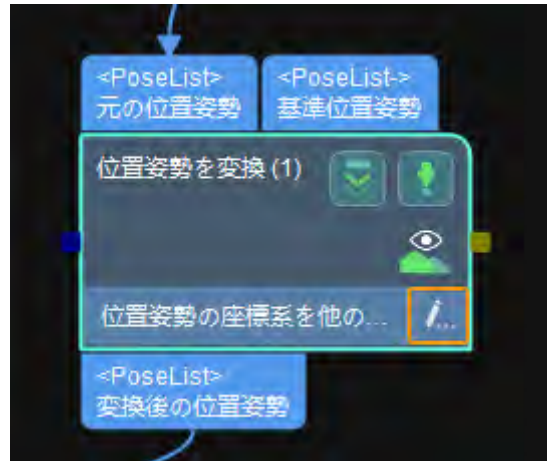 <PoseList> <PoseList->
元の位置姿勢 基準位置姿勢
位置姿勢を変換 (1)
位置姿勢の座標系を他の...
<PoseList>
変換後の位置姿勢